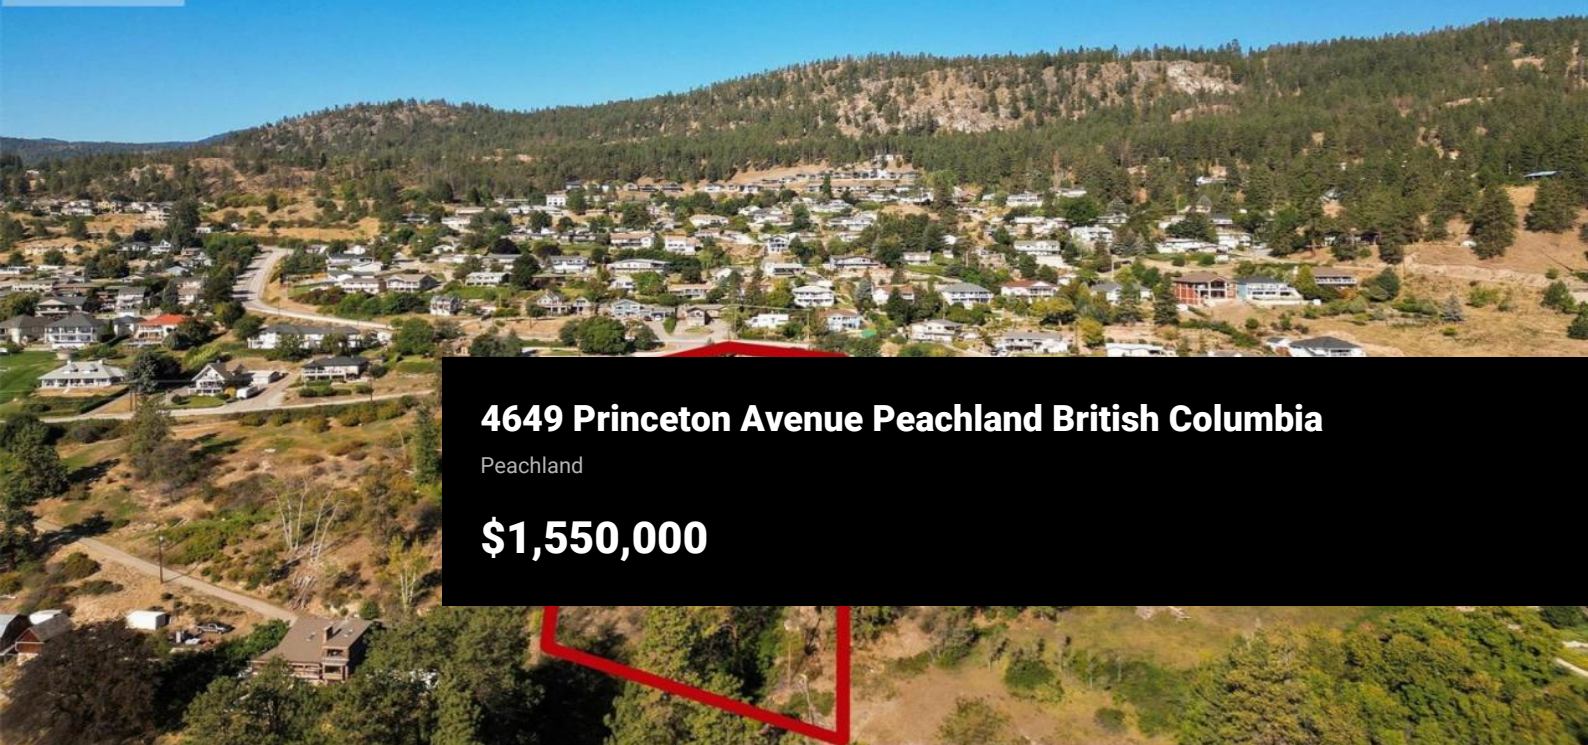 4649 Princeton Avenue Peachland British Columbia
Peachland
$1,550,000